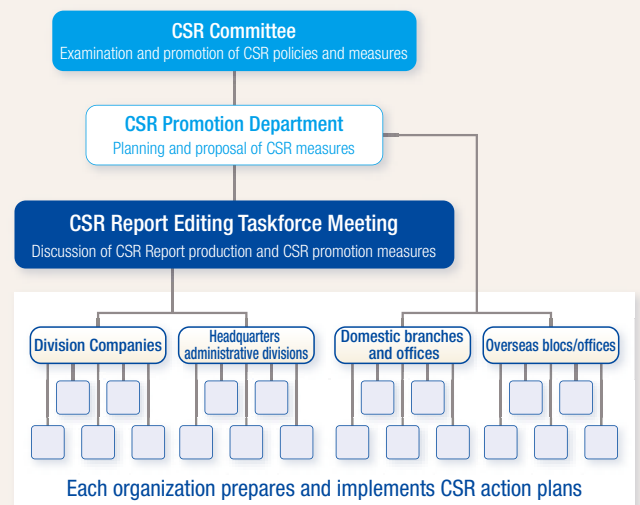 CSR Committee
Examination and promotion of CSR policies and measures
CSR Promotion Department
Planning and proposal of CSR measures
CSR Report Editing Taskforce Meeting
Discussion of CSR Report production and CSR promotion measures
Division Companies
Headquarters
administrative divisions
Domestic branches
and offices
Overseas blocs/offices
Each organization prepares and implements CSR action plans